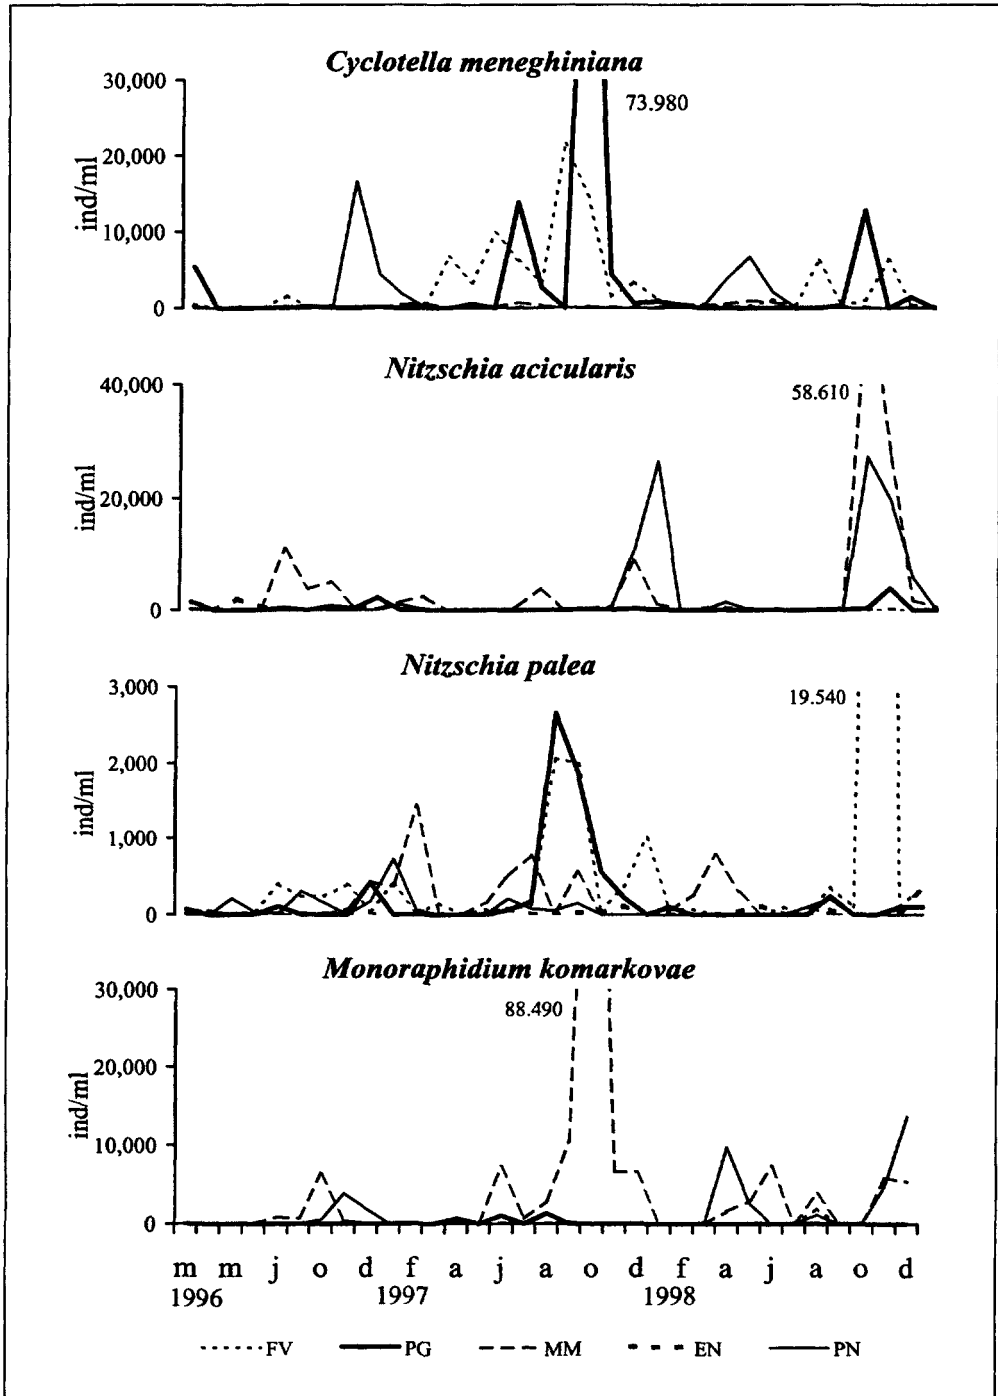 Cyclotella meneghiniana
30,000
73.980
20,000
10,000
0
ind/ml
Nitzschia acicularis
40,000
58.610
20,000
0
ind/ml
Nitzschia palea
3,000
19.540
2,000
1,000
0
ind/ml
Monoraphidium komarkovae
30,000
88.490
20,000
10,000
0
ind/ml
m m j o d f a j a o d f a j a o d
1996 1997 1998
FV PG MM EN PN